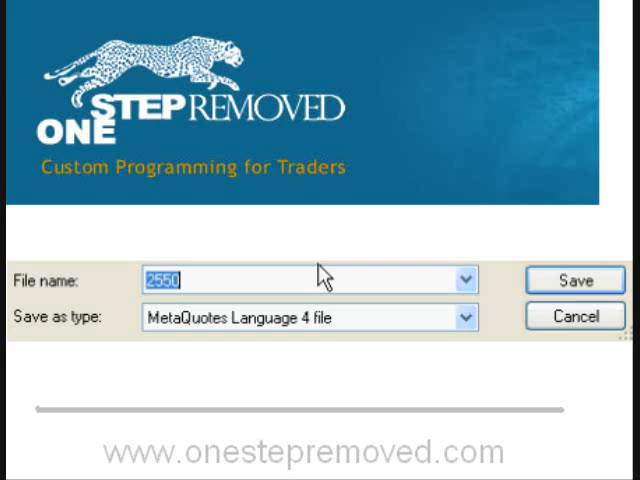 STEP REMOVED
ONE
Custom Programming for Traders
File name: 2550 Save
Save as type: MetaQuotes Language 4 file Cancel
www.onestepremoved.com